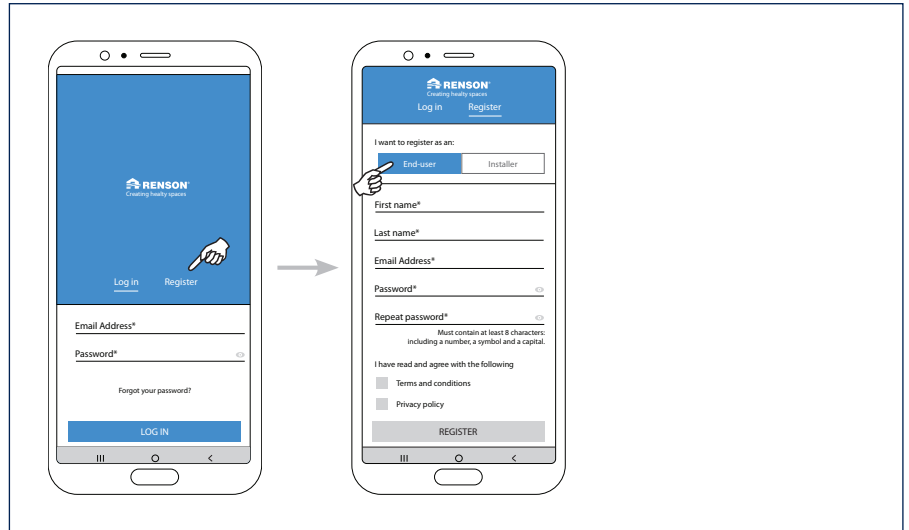 RENSON
Creating healty spaces
Log in Register
Email Address*
Password*
Forgot your password?
LOG IN
RENSON
Creating healty spaces
Log in Register
I want to register as an:
End-user Installer
First name*
Last name*
Email Address*
Password*
Repeat password*
Must contain at least 8 characters:
including a number, a symbol and a capital.
I have read and agree with the following
Terms and conditions
Privacy policy
REGISTER